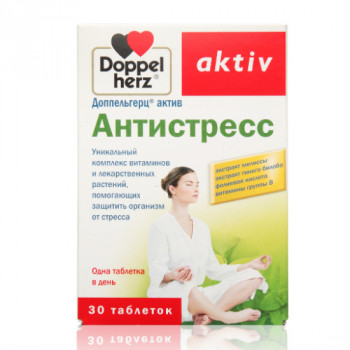 Doppel
herz®
aktiv
Доппельгерц® актив
Антистресс
Уникальный
комплекс витаминов
и лекарственных
растений,
помогающих
защитить организм
от стресса
экстракт мелиссы
экстракт гинкго билоба
фолиевая кислота
витамины группы В
Одна таблетка
в день
30 таблеток